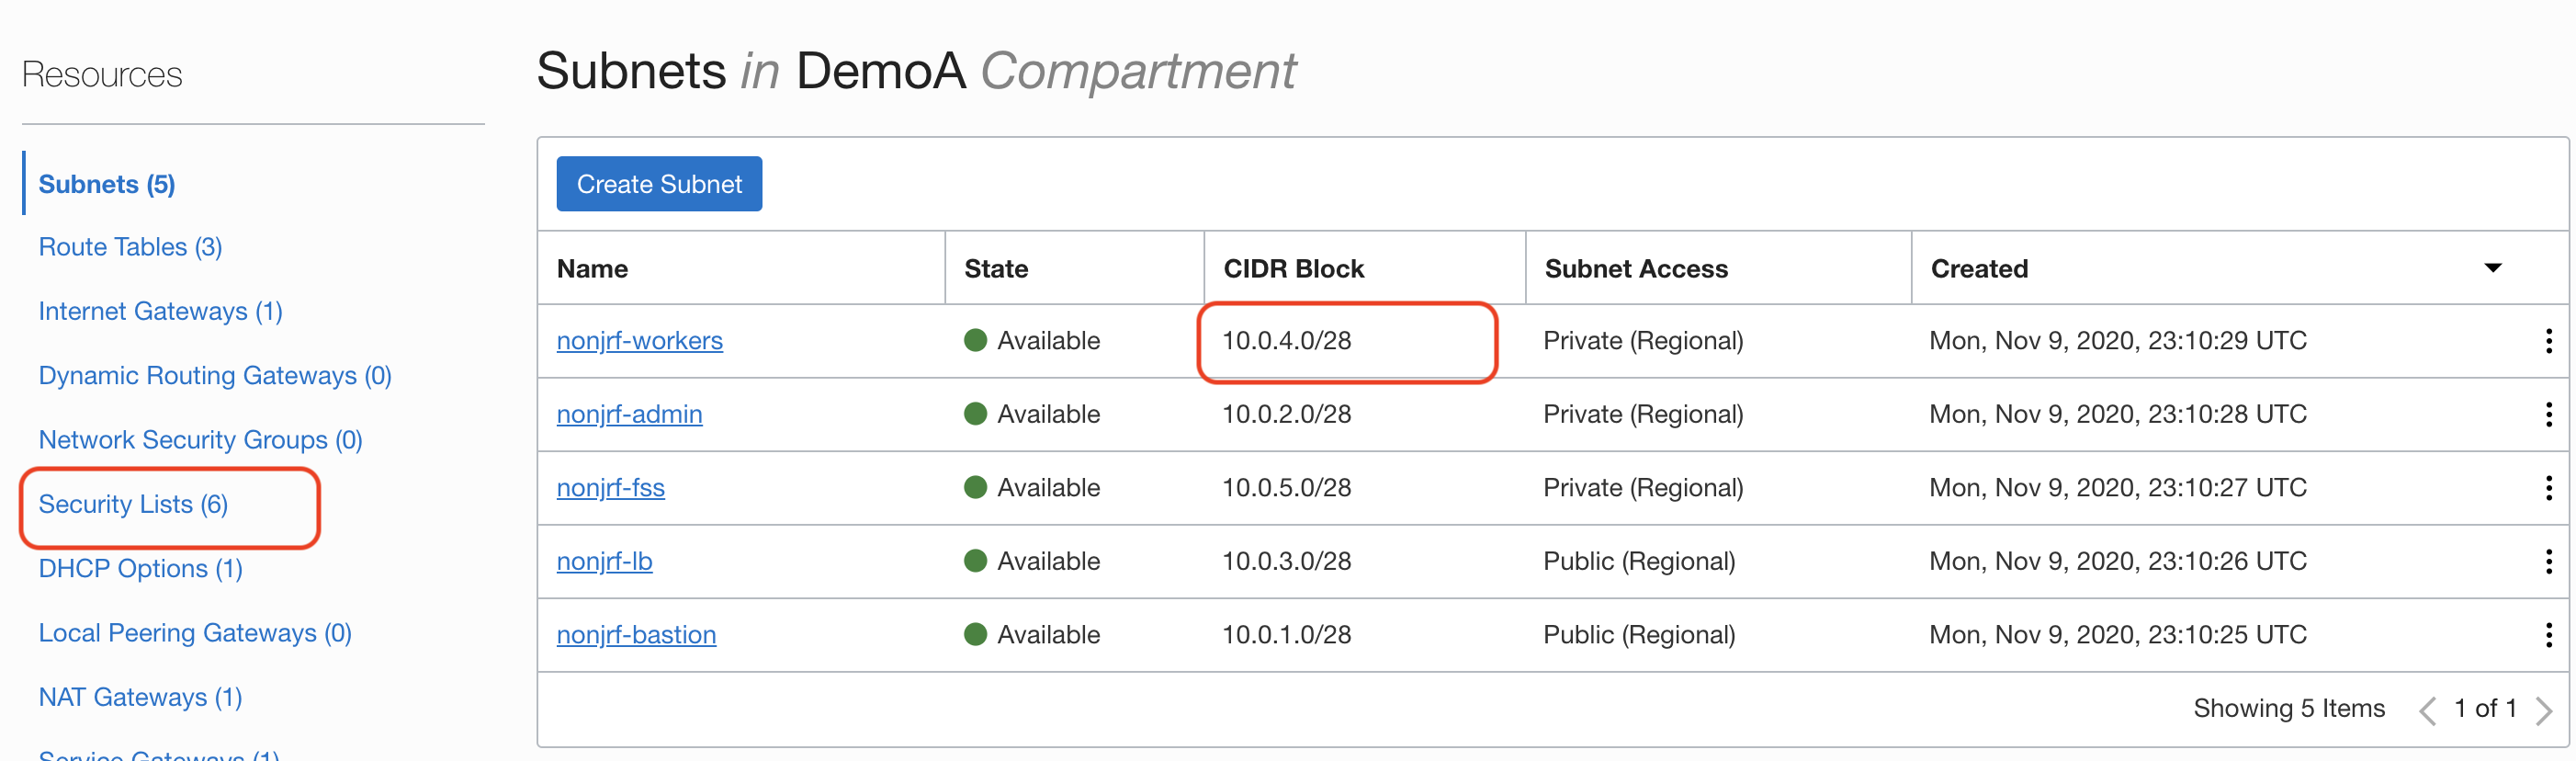 Resources
Subnets (5)
Route Tables (3)
Internet Gateways (1)
Dynamic Routing Gateways (0)
Network Security Groups (0)
Security Lists (6)
DHCP Options (1)
Local Peering Gateways (0)
NAT Gateways (1)
Service Gateways (1)
Subnets in DemoA Compartment
Create Subnet
Name State CIDR Block Subnet Access Created
nonjrf-workers Available 10.0.4.0/28 Private (Regional) Mon, Nov 9, 2020, 23:10:29 UTC
nonjrf-admin Available 10.0.2.0/28 Private (Regional) Mon, Nov 9, 2020, 23:10:28 UTC
nonjrf-fss Available 10.0.5.0/28 Private (Regional) Mon, Nov 9, 2020, 23:10:27 UTC
nonjrf-lb Available 10.0.3.0/28 Public (Regional) Mon, Nov 9, 2020, 23:10:26 UTC
nonjrf-bastion Available 10.0.1.0/28 Public (Regional) Mon, Nov 9, 2020, 23:10:25 UTC
Showing 5 Items 1 of 1